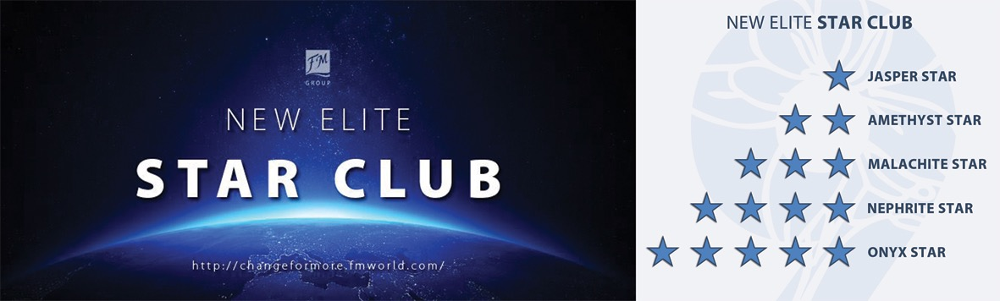 FM
GROUP
NEW ELITE
STAR CLUB
http://changeformore.fmworld.com/
NEW ELITE STAR CLUB
JASPER STAR
AMETHYST STAR
MALACHITE STAR
NEPHRITE STAR
ONYX STAR